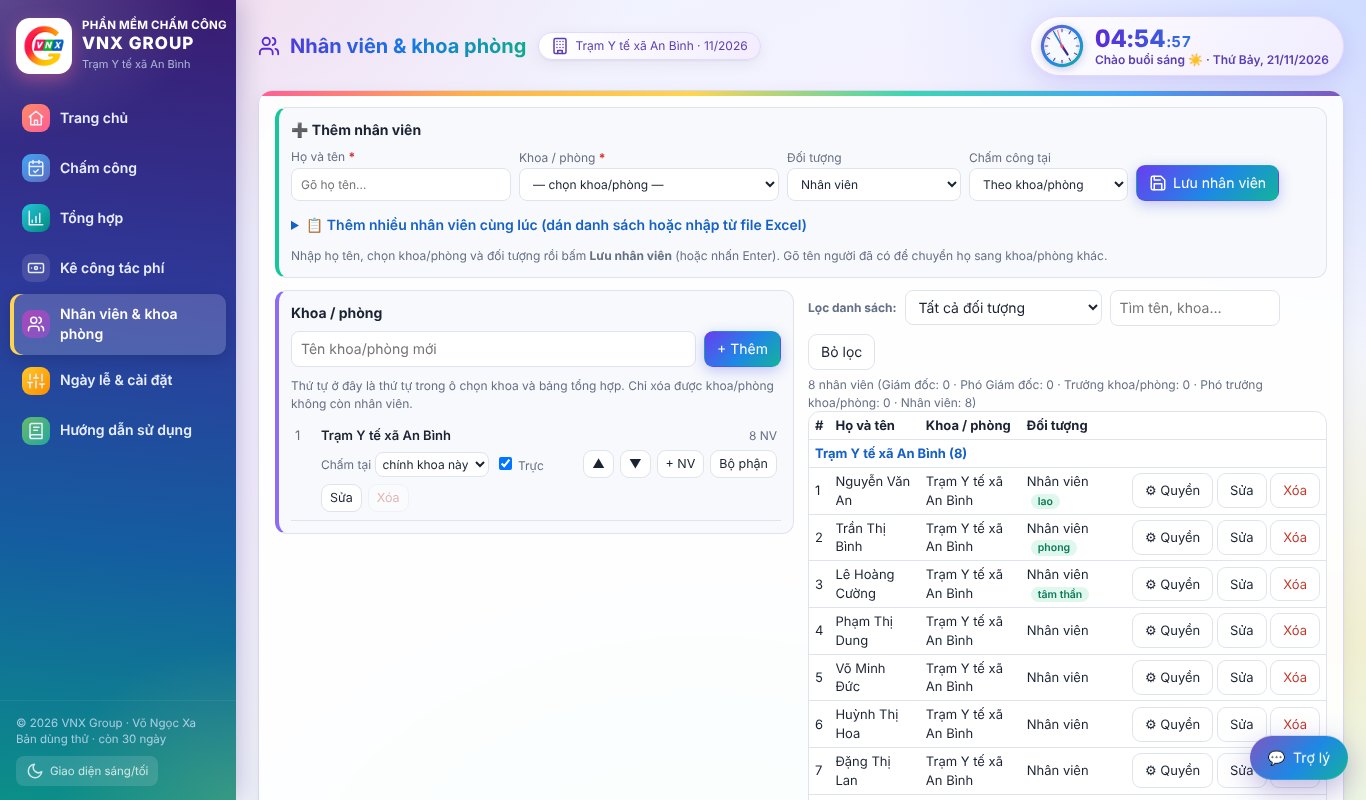 PHẦN MỀM CHẤM CÔNG
VNX GROUP
Trạm Y tế xã An Bình
VNX
Trang chủ
Chấm công
Tổng hợp
Kê công tác phí
Nhân viên & khoa
phòng
Ngày lễ & cài đặt
Hướng dẫn sử dụng
© 2026 VNX Group · Võ Ngọc Xa
Bản dùng thử · còn 30 ngày
Giao diện sáng/tối
Nhân viên & khoa phòng
Trạm Y tế xã An Bình · 11/2026
04:54:57
Chào buổi sáng ☀️ · Thứ Bảy, 21/11/2026
➕ Thêm nhân viên
Họ và tên * Khoa / phòng * Đối tượng Chấm công tại
Gõ họ tên... — chọn khoa/phòng — Nhân viên Theo khoa/phòng Lưu nhân viên
▶ 📋 Thêm nhiều nhân viên cùng lúc (dán danh sách hoặc nhập từ file Excel)
Nhập họ tên, chọn khoa/phòng và đối tượng rồi bấm Lưu nhân viên (hoặc nhấn Enter). Gõ tên người đã có để chuyển họ sang khoa/phòng khác.
Khoa / phòng
Tên khoa/phòng mới + Thêm
Thứ tự ở đây là thứ tự trong ô chọn khoa và bảng tổng hợp. Chỉ xóa được khoa/phòng
không còn nhân viên.
1 Trạm Y tế xã An Bình 8 NV
Chấm tại chính khoa này Trực ▲ ▼ + NV Bộ phận
Sửa Xóa
Lọc danh sách: Tất cả đối tượng Tìm tên, khoa...
Bỏ lọc
8 nhân viên (Giám đốc: 0 · Phó Giám đốc: 0 · Trưởng khoa/phòng: 0 · Phó trưởng
khoa/phòng: 0 · Nhân viên: 8)
# Họ và tên Khoa / phòng Đối tượng
Trạm Y tế xã An Bình (8)
1 Nguyễn Văn An Trạm Y tế xã An Bình Nhân viên lao ⚙ Quyền Sửa Xóa
2 Trần Thị Bình Trạm Y tế xã An Bình Nhân viên phong ⚙ Quyền Sửa Xóa
3 Lê Hoàng Cường Trạm Y tế xã An Bình Nhân viên tâm thần ⚙ Quyền Sửa Xóa
4 Phạm Thị Dung Trạm Y tế xã An Bình Nhân viên ⚙ Quyền Sửa Xóa
5 Võ Minh Đức Trạm Y tế xã An Bình Nhân viên ⚙ Quyền Sửa Xóa
6 Huỳnh Thị Hoa Trạm Y tế xã An Bình Nhân viên ⚙ Quyền Sửa Xóa
7 Đặng Thị Lan Trạm Y tế xã An Bình Nhân viên ⚙ Quyền Sửa
💬 Trợ lý